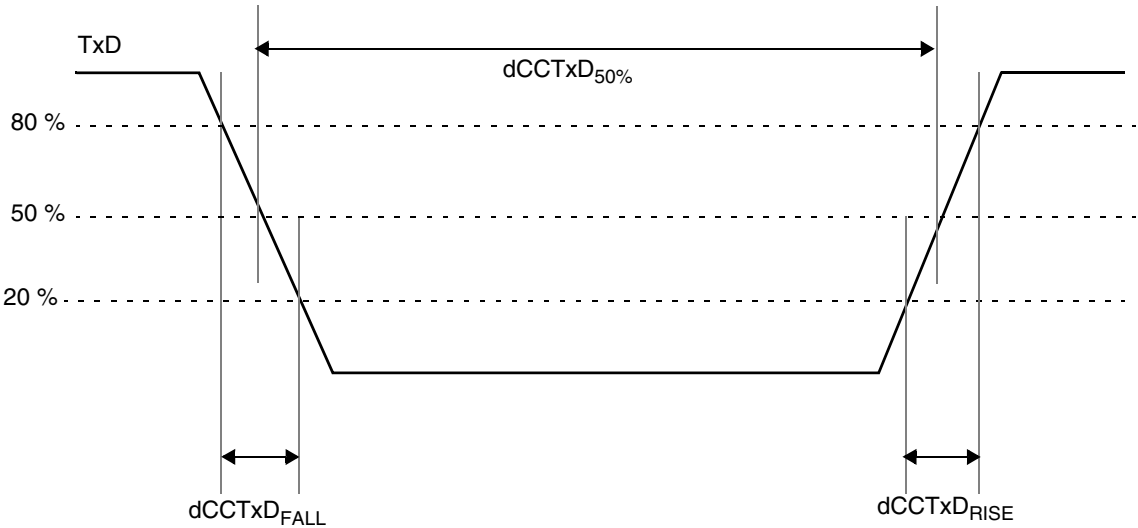 TxD
dCCTxD50%
80 %
50 %
20 %
dCCTxDFALL
dCCTxDRISE